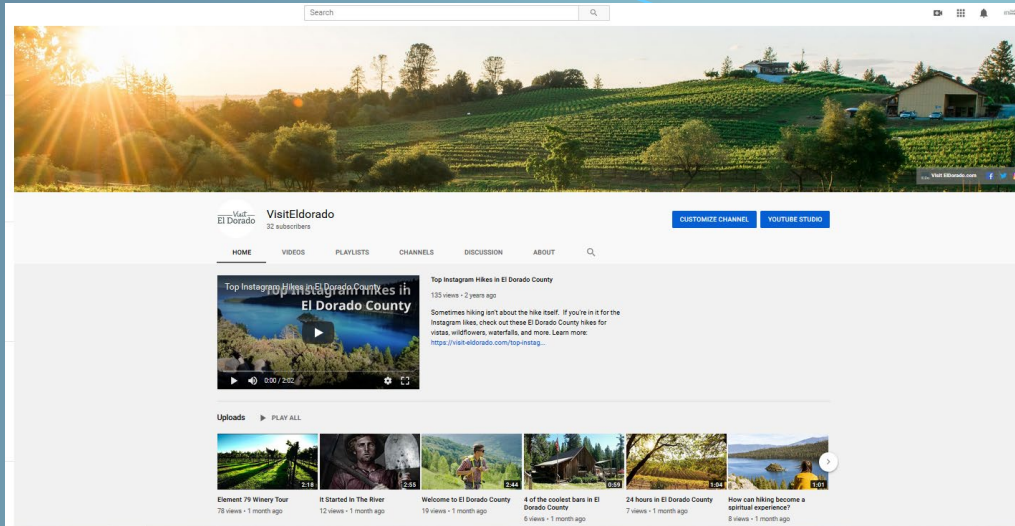 Search
Visit ElDorado.com
Visit
El Dorado
VisitEldorado
32 subscribers
CUSTOMIZE CHANNEL
YOUTUBE STUDIO
HOME
VIDEOS
PLAYLISTS
CHANNELS
DISCUSSION
ABOUT
Top Instagram Hikes in El Dorado County
Top Instagram Hikes in
El Dorado County
0:00 / 2:02
Top Instagram Hikes in El Dorado County
135 views • 2 years ago
Sometimes hiking isn't about the hike itself. If you're in it for the
Instagram likes, check out these El Dorado County hikes for
vistas, wildflowers, waterfalls, and more. Learn more:
https://visit-eldorado.com/top-instag...
Uploads
PLAY ALL
2:18
Element 79 Winery Tour
78 views • 1 month ago
2:55
It Started In The River
12 views • 1 month ago
2:44
Welcome to El Dorado County
19 views • 1 month ago
0:59
4 of the coolest bars in El
Dorado County
6 views • 1 month ago
1:04
24 hours in El Dorado County
7 views • 1 month ago
1:01
How can hiking become a
spiritual experience?
8 views • 1 month ago